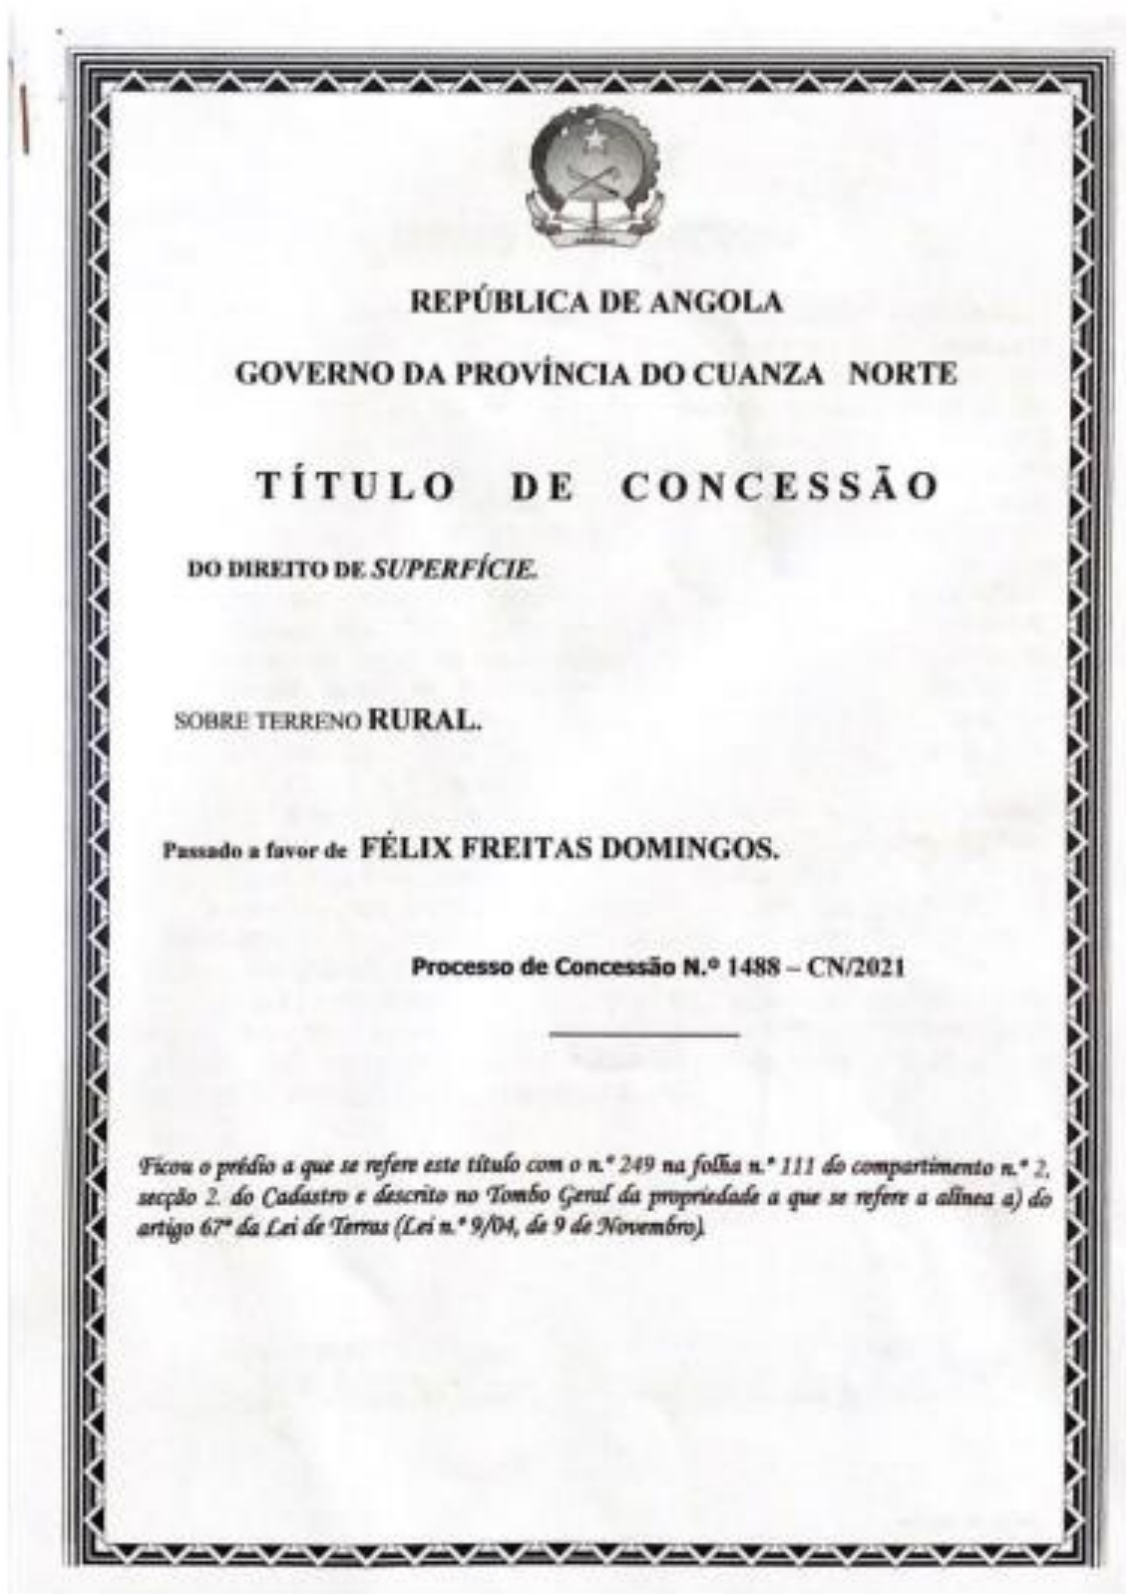 REPÚBLICA DE ANGOLA
GOVERNO DA PROVÍNCIA DO CUANZA NORTE
TÍTULO DE CONCESSÃO
DO DIREITO DE SUPERFÍCIE.
SOBRE TERRENO RURAL.
Passado a favor de FÉLIX FREITAS DOMINGOS.
Processo de Concessão N.º 1488 – CN/2021
Ficou o prédio a que se refere este título com o n.º 249 na folha n.º 111 do compartimento n.º 2,
secção 2. do Cadastro e descrito no Tombo Geral da propriedade a que se refere a alínea a) do
artigo 67º da Lei de Terras (Lei n.º 9/04, de 9 de Novembro).